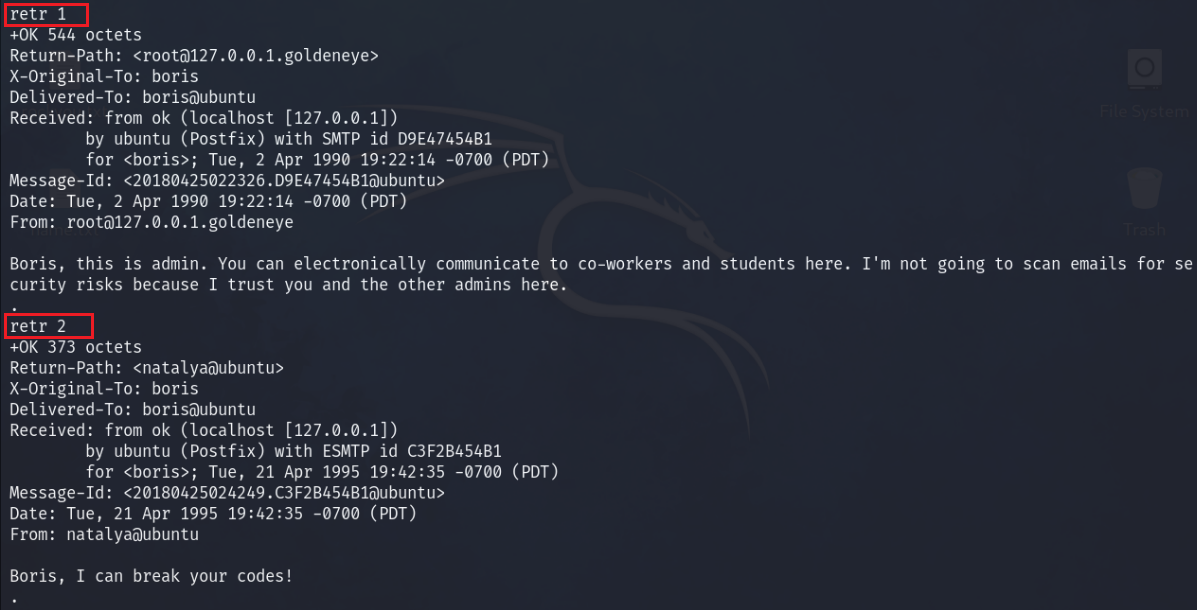 retr 1
+OK 544 octets
Return-Path: <root@127.0.0.1.goldeneye>
X-Original-To: boris
Delivered-To: boris@ubuntu
Received: from ok (localhost [127.0.0.1])
        by ubuntu (Postfix) with SMTP id D9E47454B1
        for <boris>; Tue, 2 Apr 1990 19:22:14 -0700 (PDT)
Message-Id: <20180425022326.D9E47454B1@ubuntu>
Date: Tue, 2 Apr 1990 19:22:14 -0700 (PDT)
From: root@127.0.0.1.goldeneye
Boris, this is admin. You can electronically communicate to co-workers and students here. I'm not going to scan emails for se
curity risks because I trust you and the other admins here.
.
retr 2
+OK 373 octets
Return-Path: <natalya@ubuntu>
X-Original-To: boris
Delivered-To: boris@ubuntu
Received: from ok (localhost [127.0.0.1])
        by ubuntu (Postfix) with ESMTP id C3F2B454B1
        for <boris>; Tue, 21 Apr 1995 19:42:35 -0700 (PDT)
Message-Id: <20180425024249.C3F2B454B1@ubuntu>
Date: Tue, 21 Apr 1995 19:42:35 -0700 (PDT)
From: natalya@ubuntu
Boris, I can break your codes!
.
File System
Trash